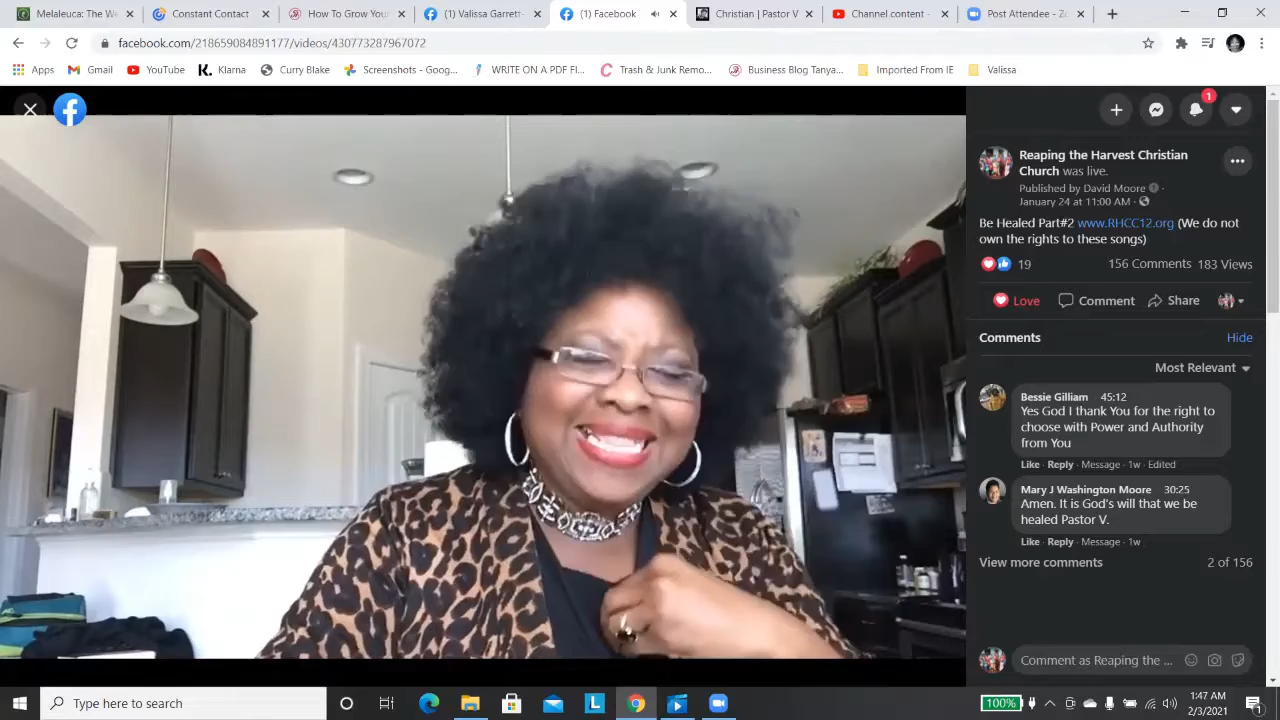 Melaleuca: The We
Constant Contact
How To Grow Your
(1) Valissa Garrett-
(1) Facebook
Christian | Pastor V
Channel content -
Post Attendee - Zo
facebook.com/218659084891177/videos/430773287967072
Apps
Gmail
YouTube
Klarna
Curry Blake
Screenshots - Goog...
WRITE ON A PDF Fl...
Trash & Junk Remo...
Business Blog Tanya...
Imported From IE
Valissa
1
Reaping the Harvest Christian
Church was live.
Published by David Moore
January 24 at 11:00 AM ·
Be Healed Part#2 www.RHCC12.org (We do not
own the rights to these songs)
19
156 Comments 183 Views
Love
Comment
Share
Comments
Hide
Most Relevant
Bessie Gilliam 45:12
Yes God I thank You for the right to
choose with Power and Authority
from You
Like · Reply · Message · 1w · Edited
Mary J Washington Moore 30:25
Amen. It is God's will that we be
healed Pastor V.
Like · Reply · Message · 1w
View more comments
2 of 156
Comment as Reaping the ...
Type here to search
L
100%
1:47 AM
2/3/2021
1